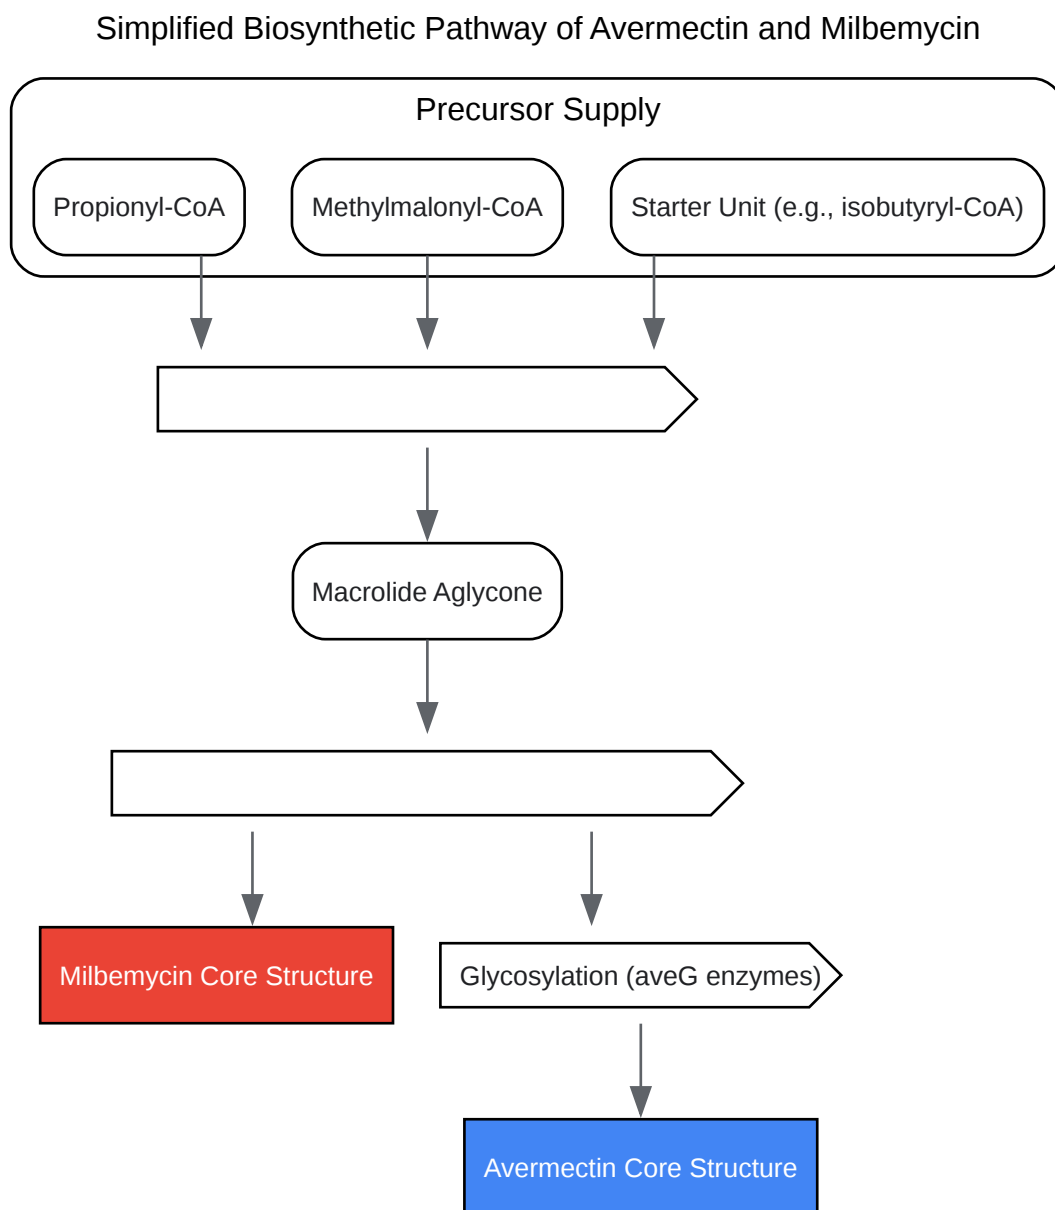 Simplified Biosynthetic Pathway of Avermectin and Milbemycin
Precursor Supply
Propionyl-CoA
Methylmalonyl-CoA
Starter Unit (e.g., isobutyryl-CoA)
Macrolide Aglycone
Milbemycin Core Structure
Glycosylation (aveG enzymes)
Avermectin Core Structure